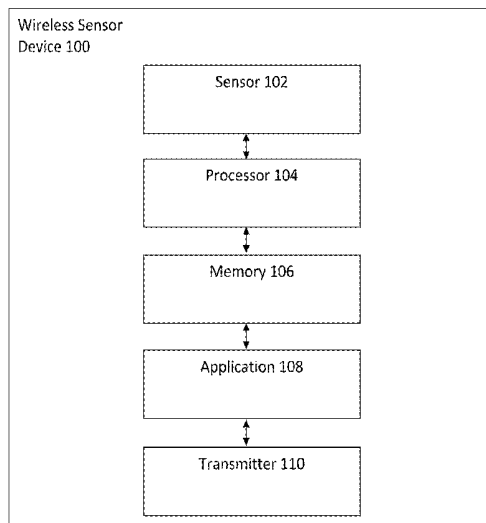 Wireless Sensor
Device 100
Sensor 102
Processor 104
Memory 106
Application 108
Transmitter 110